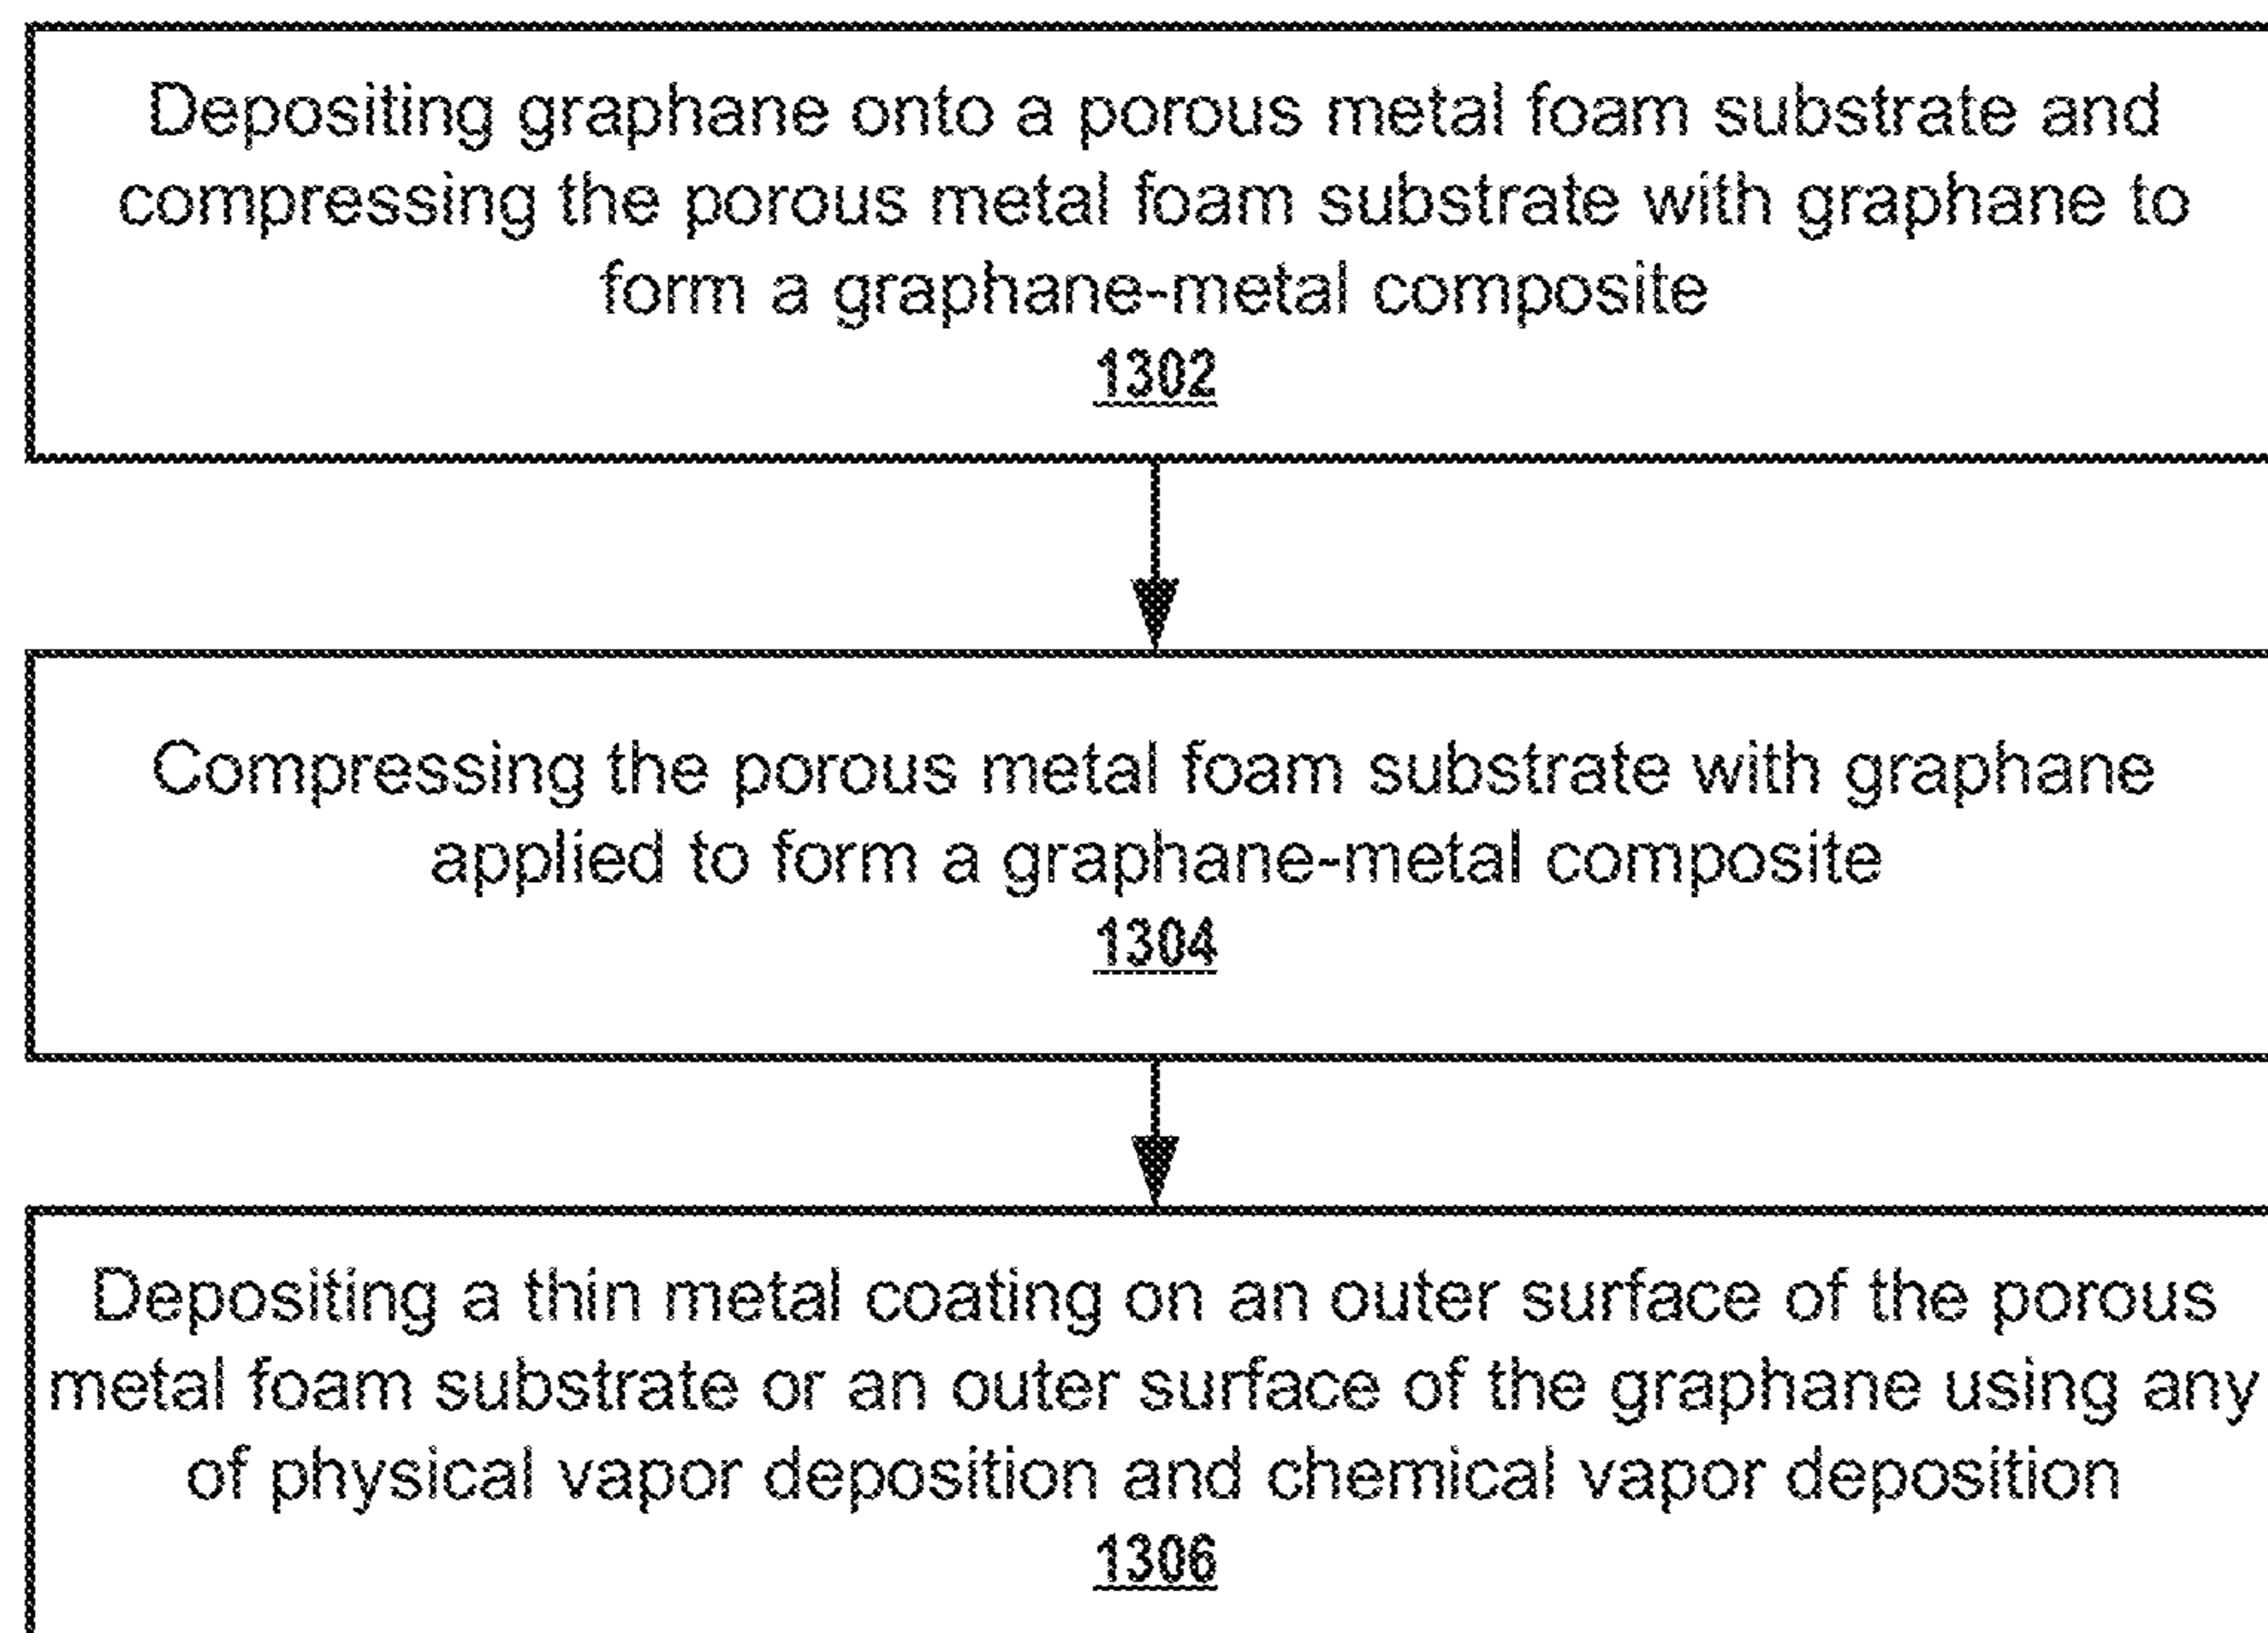 Depositing graphane onto a porous metal foam substrate and
compressing the porous metal foam substrate with graphane to
form a graphane-metal composite
1302
Compressing the porous metal foam substrate with graphane
applied to form a graphane-metal composite
1304
Depositing a thin metal coating on an outer surface of the porous
metal foam substrate or an outer surface of the graphane using any
of physical vapor deposition and chemical vapor deposition
1306